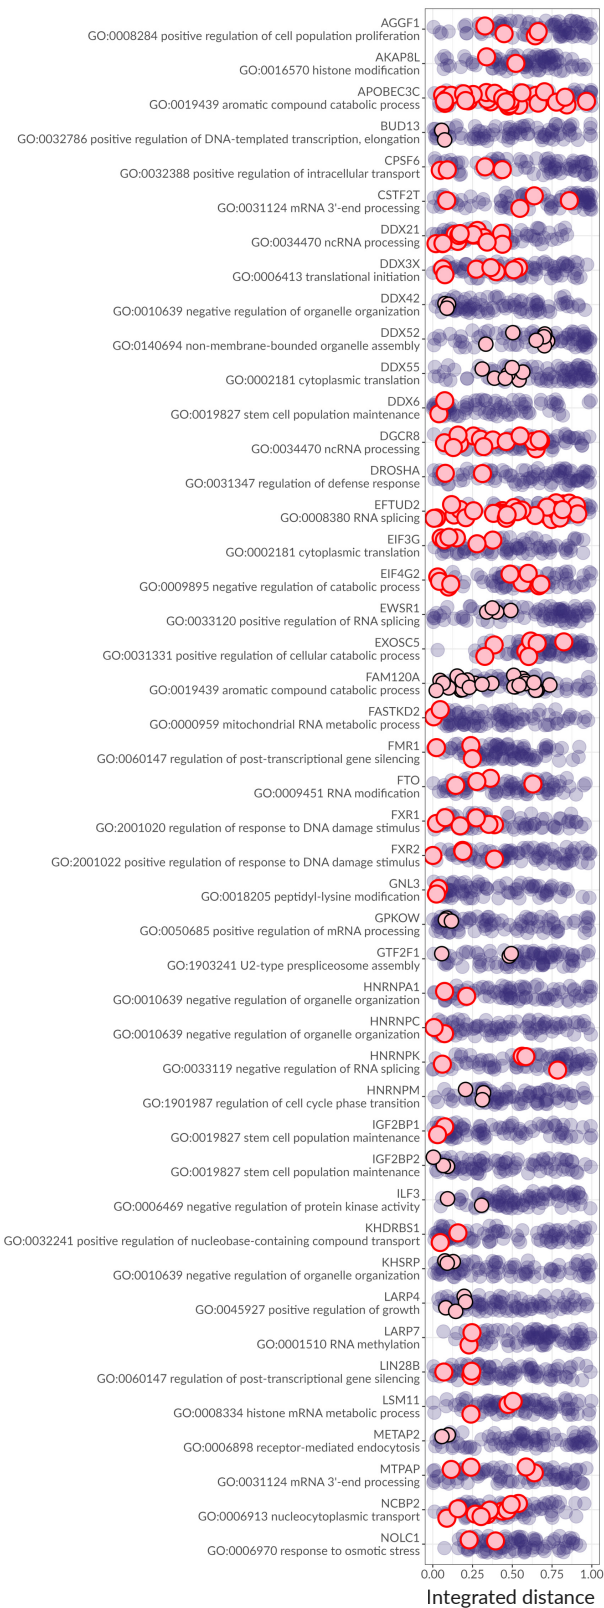 AGGF1
GO:0008284 positive regulation of cell population proliferation
AKAP8L
GO:0016570 histone modification
APOBEC3C
GO:0019439 aromatic compound catabolic process
BUD13
GO:0032786 positive regulation of DNA-templated transcription, elongation
CPSF6
GO:0032388 positive regulation of intracellular transport
CSTF2T
GO:0031124 mRNA 3'-end processing
DDX21
GO:0034470 ncRNA processing
DDX3X
GO:0006413 translational initiation
DDX42
GO:0010639 negative regulation of organelle organization
DDX52
GO:0140694 non-membrane-bounded organelle assembly
DDX55
GO:0002181 cytoplasmic translation
DDX6
GO:0019827 stem cell population maintenance
DGCR8
GO:0034470 ncRNA processing
DROSHA
GO:0031347 regulation of defense response
EFTUD2
GO:0008380 RNA splicing
EIF3G
GO:0002181 cytoplasmic translation
EIF4G2
GO:0009895 negative regulation of catabolic process
EWSR1
GO:0033120 positive regulation of RNA splicing
EXOSC5
GO:0031331 positive regulation of cellular catabolic process
FAM120A
GO:0019439 aromatic compound catabolic process
FASTKD2
GO:0000959 mitochondrial RNA metabolic process
FMR1
GO:0060147 regulation of post-transcriptional gene silencing
FTO
GO:0009451 RNA modification
FXR1
GO:2001020 regulation of response to DNA damage stimulus
FXR2
GO:2001022 positive regulation of response to DNA damage stimulus
GNL3
GO:0018205 peptidyl-lysine modification
GPKOW
GO:0050685 positive regulation of mRNA processing
GTF2F1
GO:1903241 U2-type prespliceosome assembly
HNRNPA1
GO:0010639 negative regulation of organelle organization
HNRNPC
GO:0010639 negative regulation of organelle organization
HNRNPK
GO:0033119 negative regulation of RNA splicing
HNRNPM
GO:1901987 regulation of cell cycle phase transition
IGF2BP1
GO:0019827 stem cell population maintenance
IGF2BP2
GO:0019827 stem cell population maintenance
ILF3
GO:0006469 negative regulation of protein kinase activity
KHDRBS1
GO:0032241 positive regulation of nucleobase-containing compound transport
KHSRP
GO:0010639 negative regulation of organelle organization
LARP4
GO:0045927 positive regulation of growth
LARP7
GO:0001510 RNA methylation
LIN28B
GO:0060147 regulation of post-transcriptional gene silencing
LSM11
GO:0008334 histone mRNA metabolic process
METAP2
GO:0006898 receptor-mediated endocytosis
MTPAP
GO:0031124 mRNA 3'-end processing
NCBP2
GO:0006913 nucleocytoplasmic transport
NOLC1
GO:0006970 response to osmotic stress
0.00 0.25 0.50 0.75 1.00
Integrated distance